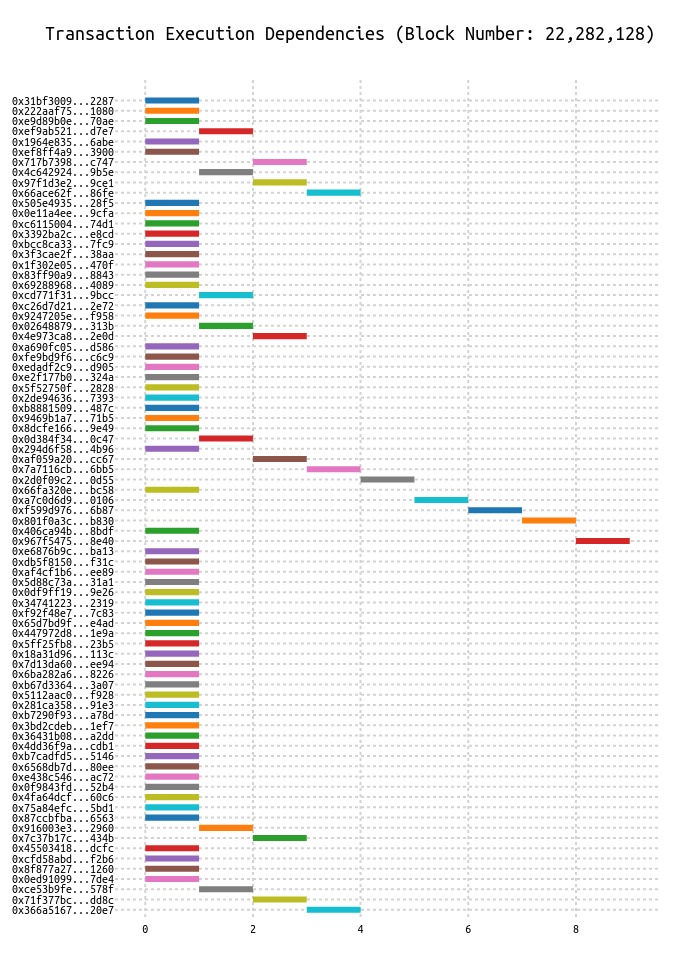 Transaction Execution Dependencies (Block Number: 22,282,128)
0x31bf3009...2287
0x222aaf75...1080
0xe9d89b0e...70ae
0xef9ab521...d7e7
0x1964e835...6abe
0xef8ff4a9...3900
0x717b7398...c747
0x4c642924...9b5e
0x97f1d3e2...9ce1
0x66ace62f...86fe
0x505e4935...28f5
0x0e11a4ee...9cfa
0xc6115004...74d1
0x3392ba2c...e8cd
0xbcc8ca33...7fc9
0x3f3cae2f...38aa
0x1f302e05...470f
0x83ff90a9...8843
0x69288968...4089
0xcd771f31...9bcc
0xc26d7d21...2e72
0x9247205e...f958
0x02648879...313b
0x4e973ca8...2e0d
0xa690fc05...d586
0xfe9bd9f6...c6c9
0xedadf2c9...d905
0xe2f177b0...324a
0x5f52750f...2828
0x2de94636...7393
0xb8881509...487c
0x9469b1a7...71b5
0x8dcfe166...9e49
0x0d384f34...0c47
0x294d6f58...4b96
0xaf059a20...cc67
0x7a7116cb...6bb5
0x2d0f09c2...0d55
0x66fa320e...bc58
0xa7c0d6d9...0106
0xf599d976...6b87
0x801f0a3c...b830
0x406ca94b...8bdf
0x967f5475...8e40
0xe6876b9c...ba13
0xdb5f8150...f31c
0xaf4cf1b6...ee89
0x5d88c73a...31a1
0x0df9ff19...9e26
0x34741223...2319
0xf92f48e7...7c83
0x65d7bd9f...e4ad
0x447972d8...1e9a
0x5ff25fb8...23b5
0x18a31d96...113c
0x7d13da60...ee94
0x6ba282a6...8226
0xb67d3364...3a07
0x5112aac0...f928
0x281ca358...91e3
0xb7290f93...a78d
0x3bd2cdeb...1ef7
0x36431b08...a2dd
0x4dd36f9a...cdb1
0xb7cadfd5...5146
0x6568db7d...80ee
0xe438c546...ac72
0x0f9843fd...52b4
0x4fa64dcf...60c6
0x75a84efc...5bd1
0x87ccbfba...6563
0x916003e3...2960
0x7c37b17c...434b
0x45503418...dcfc
0xcfd58abd...f2b6
0x8f877a27...1260
0x0ed91099...7de4
0xce53b9fe...578f
0x71f377bc...dd8c
0x366a5167...20e7
0 2 4 6 8